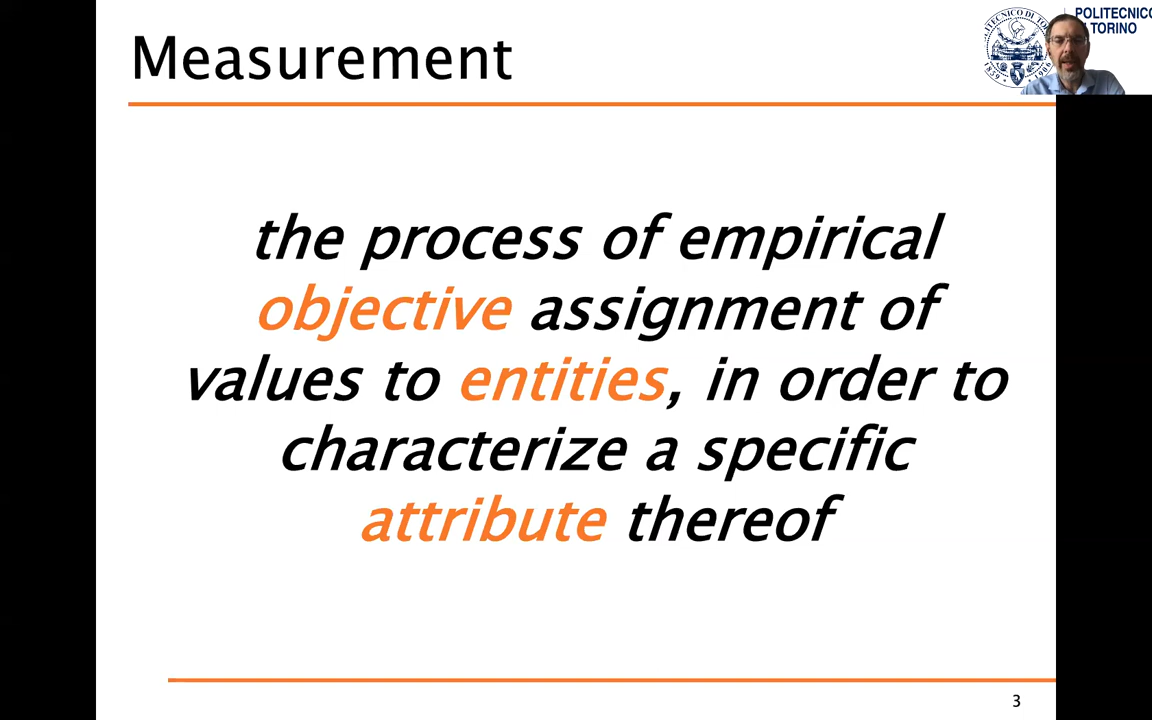 Measurement
POLITECNICO
TORINO
the process of empirical
objective assignment of
values to entities, in order to
characterize a specific
attribute thereof
3